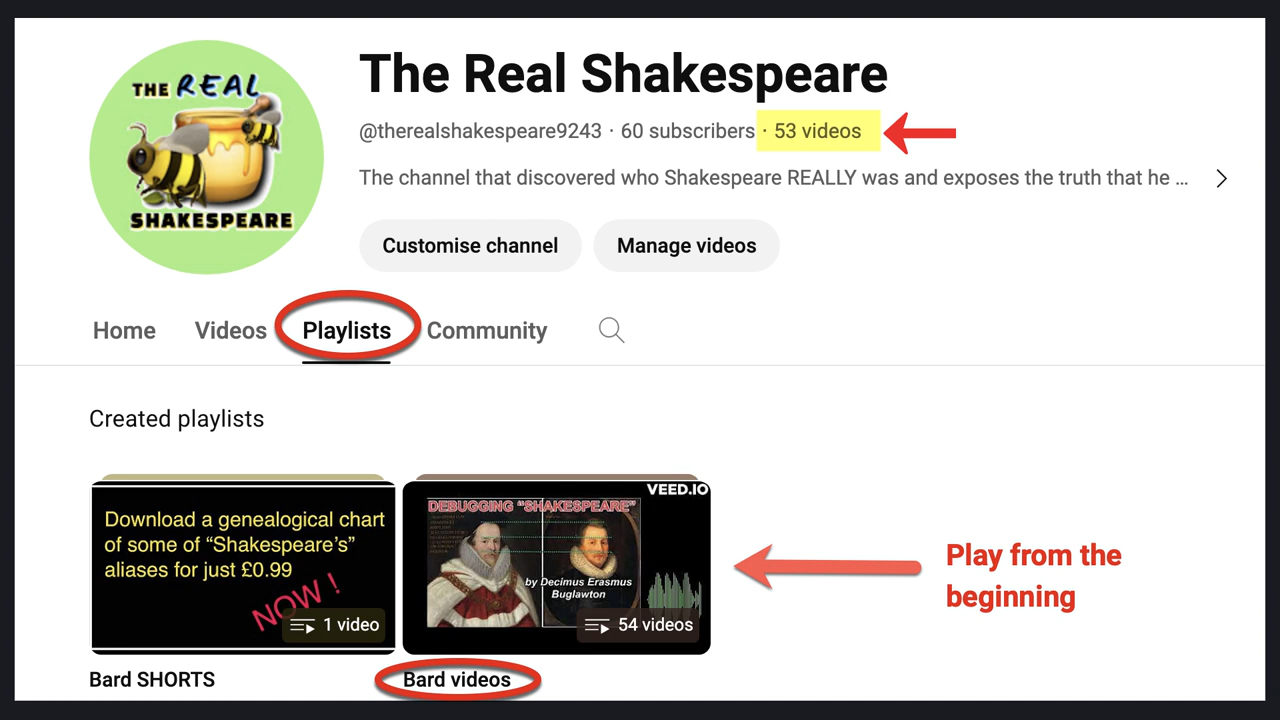 THE REAL
SHAKESPEARE
The Real Shakespeare
@therealshakespeare9243 · 60 subscribers · 53 videos
The channel that discovered who Shakespeare REALLY was and exposes the truth that he ...
Customise channel
Manage videos
Home
Videos
Playlists
Community
Created playlists
Download a genealogical chart
of some of “Shakespeare’s”
aliases for just £0.99
NOW !
1 video
Bard SHORTS
VEED.IO
DEBUGGING "SHAKESPEARE"
by Decimus Erasmus
Buglawton
54 videos
Bard videos
Play from the
beginning